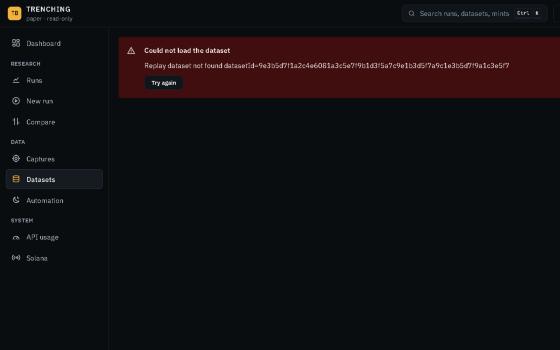 TB
TRENCHING
paper · read-only
Search runs, datasets, mints
Ctrl K
Dashboard
RESEARCH
Runs
New run
Compare
DATA
Captures
Datasets
Automation
SYSTEM
API usage
Solana
Could not load the dataset
Replay dataset not found datasetId=9e3b5d7f1a2c4e6081a3c5e7f9b1d3f5a7c9e1b3d5f7a9c1e3b5d7f9a1c3e5f7
Try again